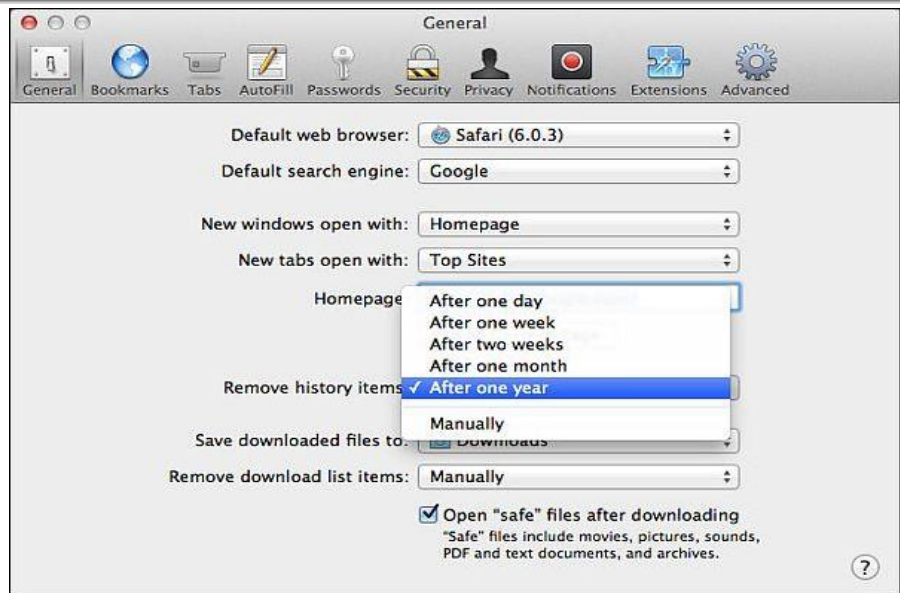 General
General Bookmarks Tabs AutoFill Passwords Security Privacy Notifications Extensions Advanced
Default web browser: Safari (6.0.3)
Default search engine: Google
New windows open with: Homepage
New tabs open with: Top Sites
Homepage
After one day
After one week
After two weeks
After one month
Remove history items ✓ After one year
Manually
Save downloaded files to: Downloads
Remove download list items: Manually
Open “safe” files after downloading
“Safe” files include movies, pictures, sounds,
PDF and text documents, and archives.
?